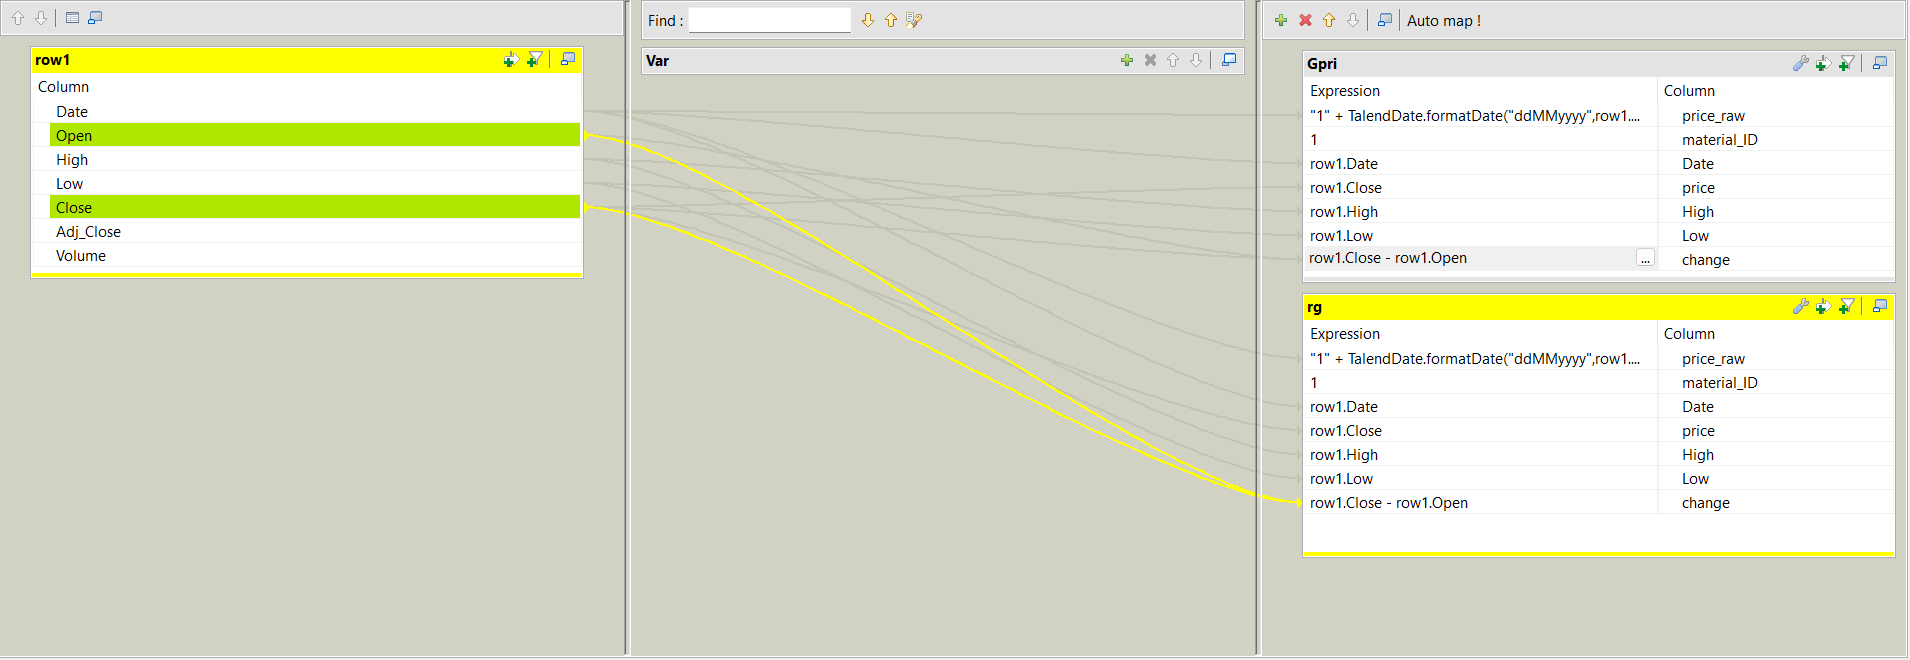 row1
Column
Date
Open
High
Low
Close
Adj_Close
Volume
Find :
Var
Auto map !
Gpri
Expression Column
"1" + TalendDate.formatDate("ddMMyyyy",row1.... price_raw
1 material_ID
row1.Date Date
row1.Close price
row1.High High
row1.Low Low
row1.Close - row1.Open ... change
rg
Expression Column
"1" + TalendDate.formatDate("ddMMyyyy",row1.... price_raw
1 material_ID
row1.Date Date
row1.Close price
row1.High High
row1.Low Low
row1.Close - row1.Open change